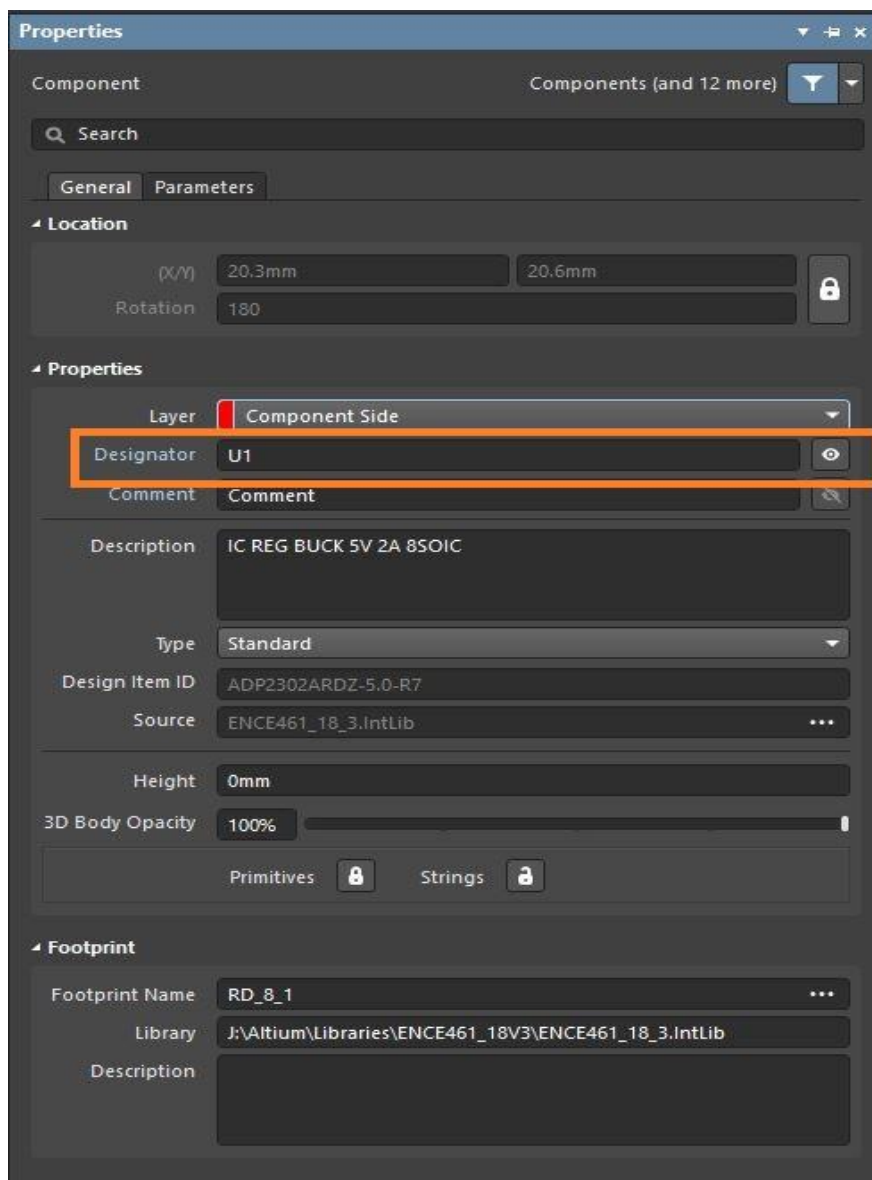 Properties
Component Components (and 12 more)
Search
General Parameters
Location
(X/Y) 20.3mm 20.6mm
Rotation 180
Properties
Layer Component Side
Designator U1
Comment Comment
Description IC REG BUCK 5V 2A 8SOIC
Type Standard
Design Item ID ADP2302ARDZ-5.0-R7
Source ENCE461_18_3.IntLib ...
Height 0mm
3D Body Opacity 100%
Primitives Strings
Footprint
Footprint Name RD_8_1 ...
Library J:\Altium\Libraries\ENCE461_18V3\ENCE461_18_3.IntLib
Description